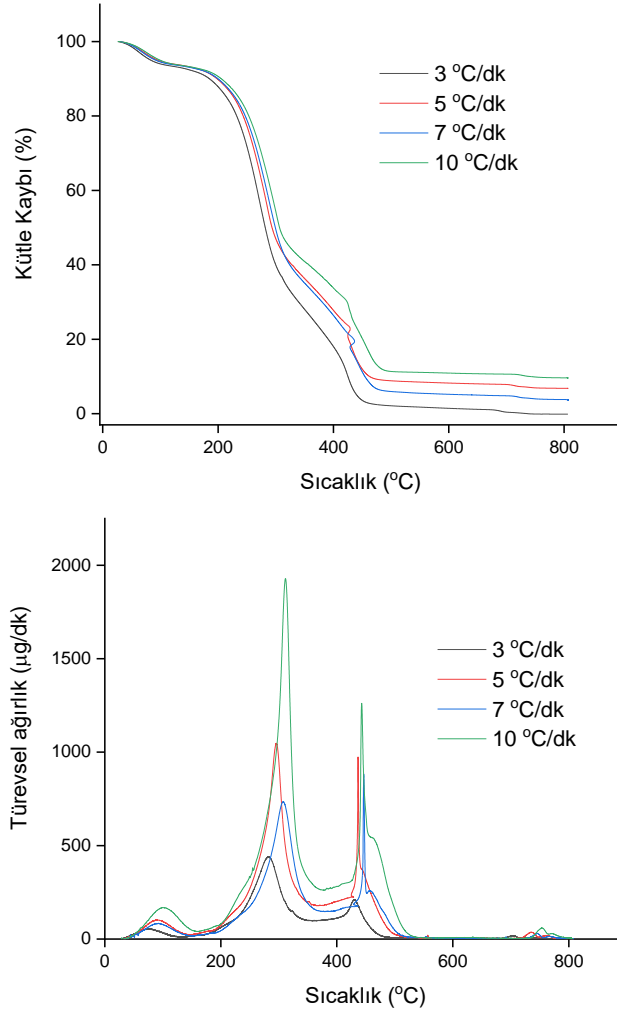 100
80
60
40
20
0
Kütle Kaybı (%)
3 °C/dk
5 °C/dk
7 °C/dk
10 °C/dk
0 200 400 600 800
Sıcaklık (°C)
2000
1500
1000
500
0
Türevsel ağırlık (µg/dk)
3 °C/dk
5 °C/dk
7 °C/dk
10 °C/dk
0 200 400 600 800
Sıcaklık (°C)